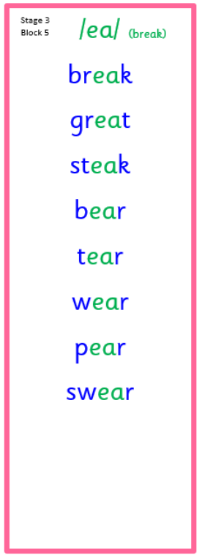 Stage 3
Block 5
/ea/ (break)
break
great
steak
bear
tear
wear
pear
swear